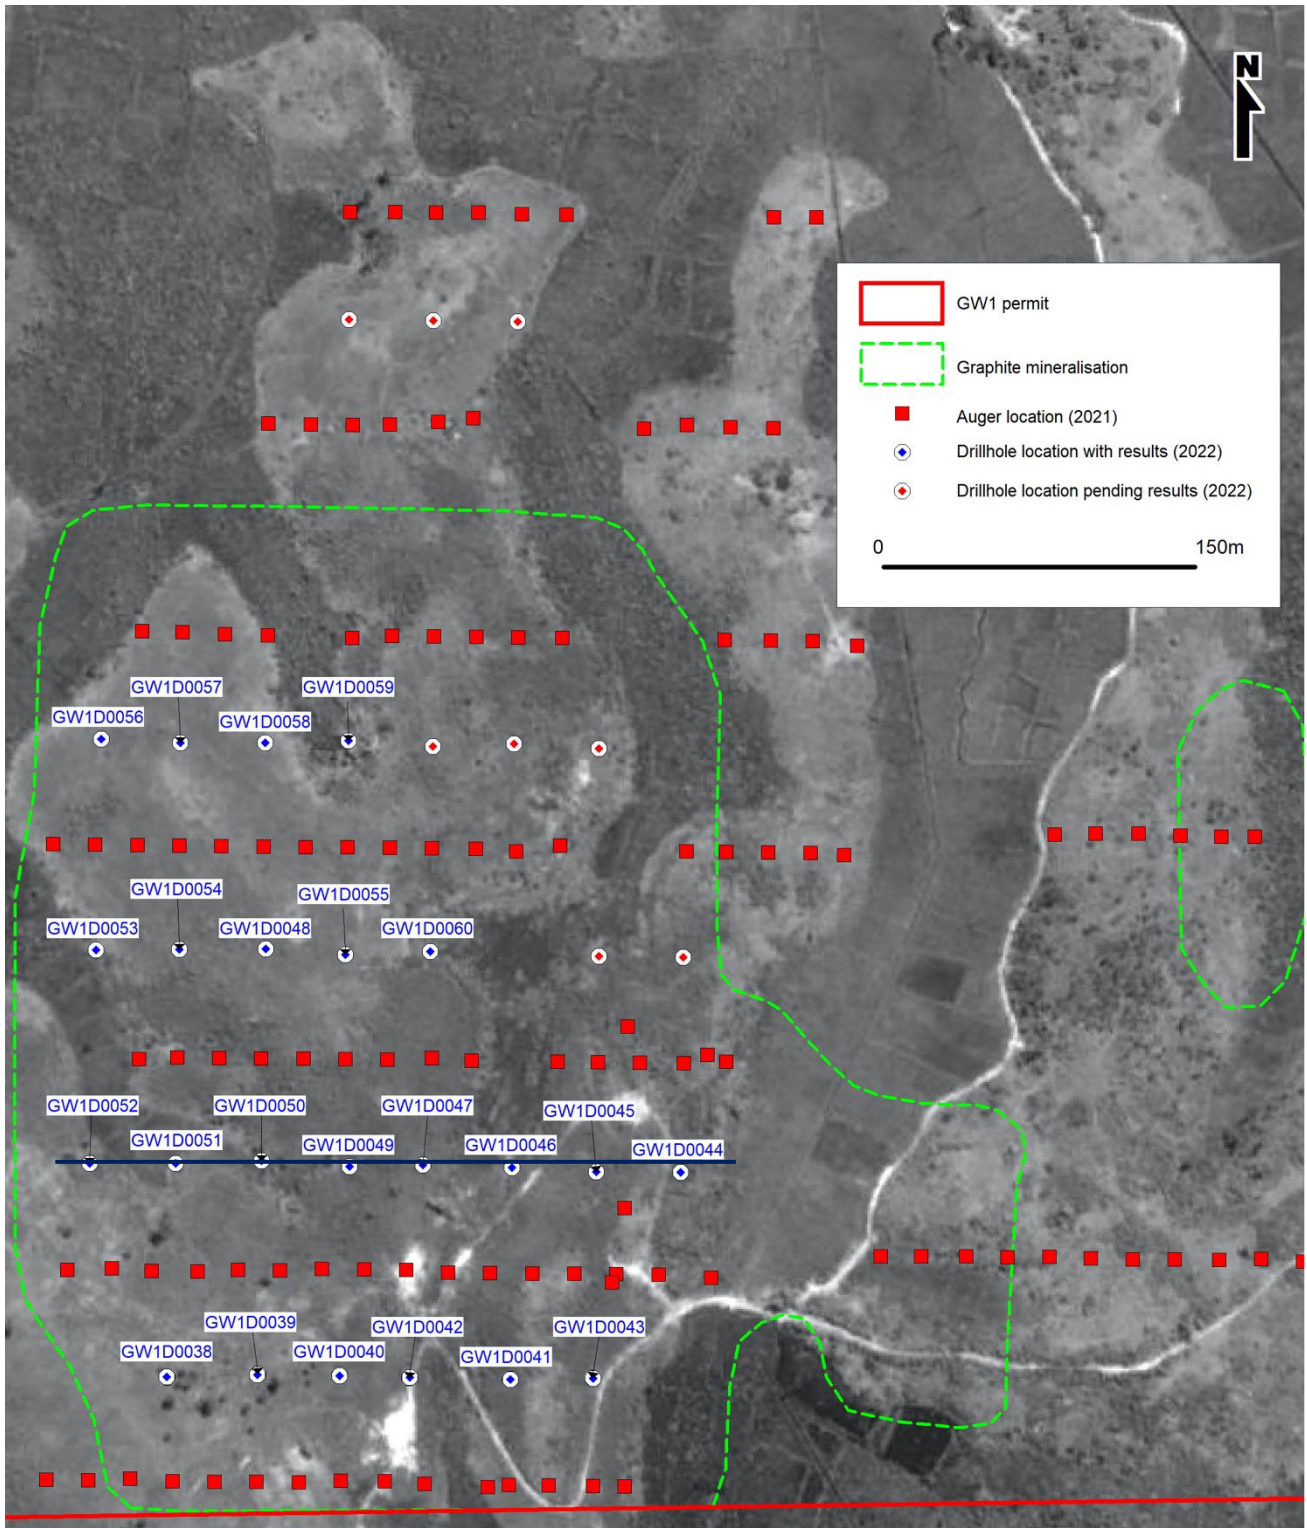 N
GW1 permit
Graphite mineralisation
Auger location (2021)
Drillhole location with results (2022)
Drillhole location pending results (2022)
0 150m
GW1D0057 GW1D0059
GW1D0056 GW1D0058
GW1D0054 GW1D0055
GW1D0053 GW1D0048 GW1D0060
GW1D0052 GW1D0050 GW1D0047 GW1D0045
GW1D0051 GW1D0049 GW1D0046 GW1D0044
GW1D0039 GW1D0042 GW1D0043
GW1D0038 GW1D0040 GW1D0041